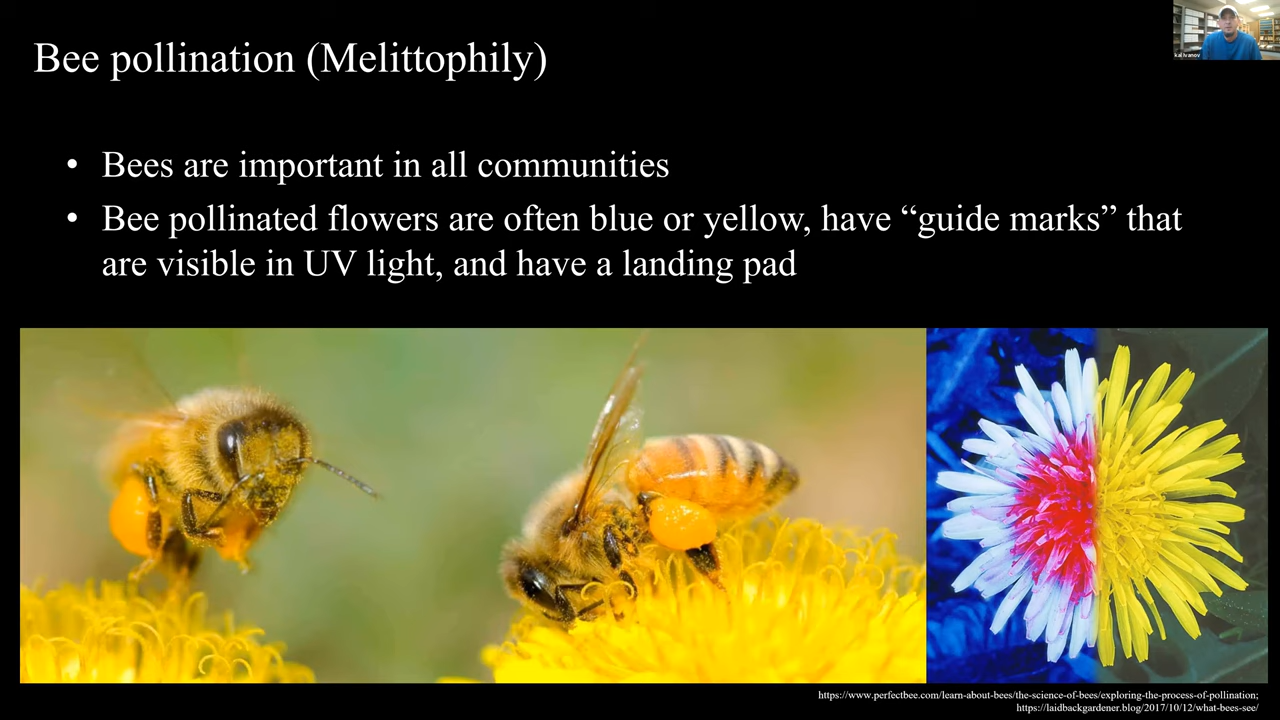 Bee pollination (Melittophily)
kal ivanov
• Bees are important in all communities
• Bee pollinated flowers are often blue or yellow, have “guide marks” that
are visible in UV light, and have a landing pad
https://www.perfectbee.com/learn-about-bees/the-science-of-bees/exploring-the-process-of-pollination;
https://laidbackgardener.blog/2017/10/12/what-bees-see/